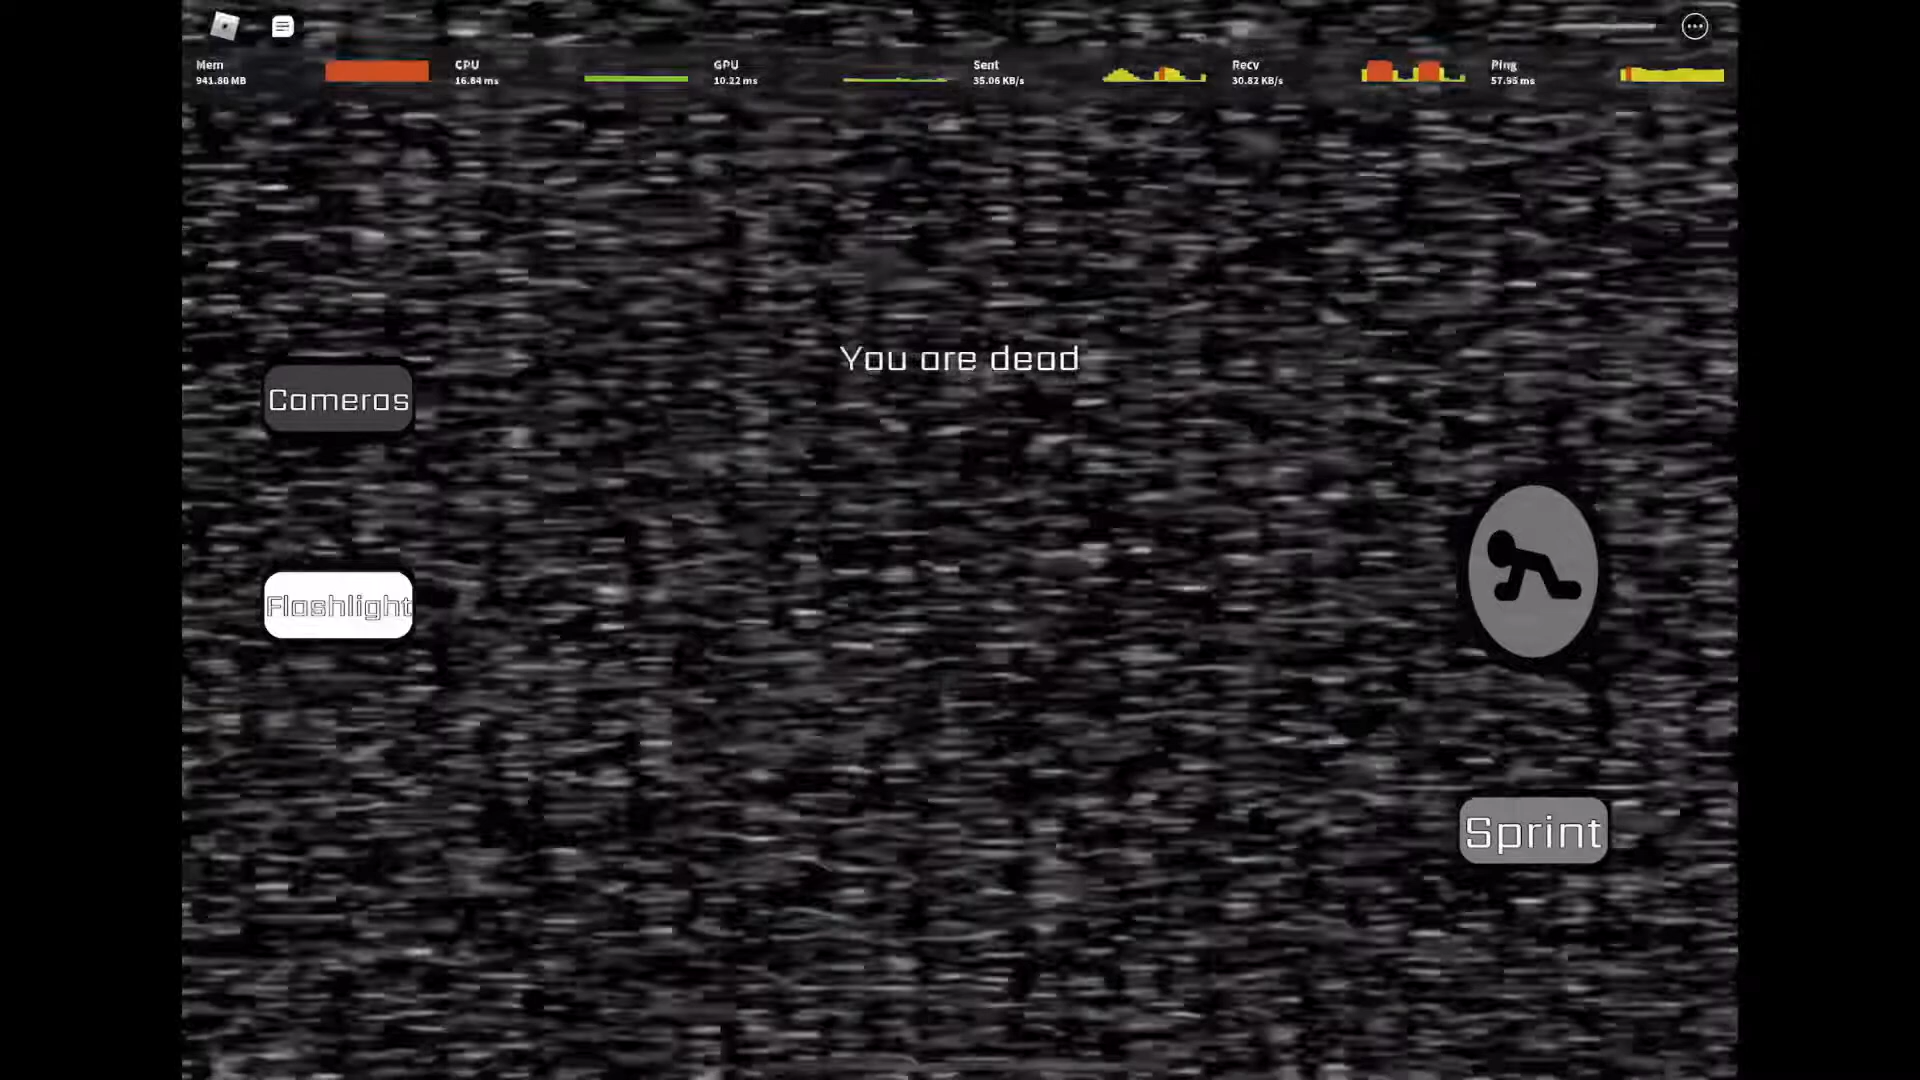 Mem
941.80 MB
CPU
16.84 ms
GPU
10.22 ms
Sent
35.06 KB/s
Recv
30.82 KB/s
Ping
57.95 ms
You are dead
Cameras
Flashlight
Sprint